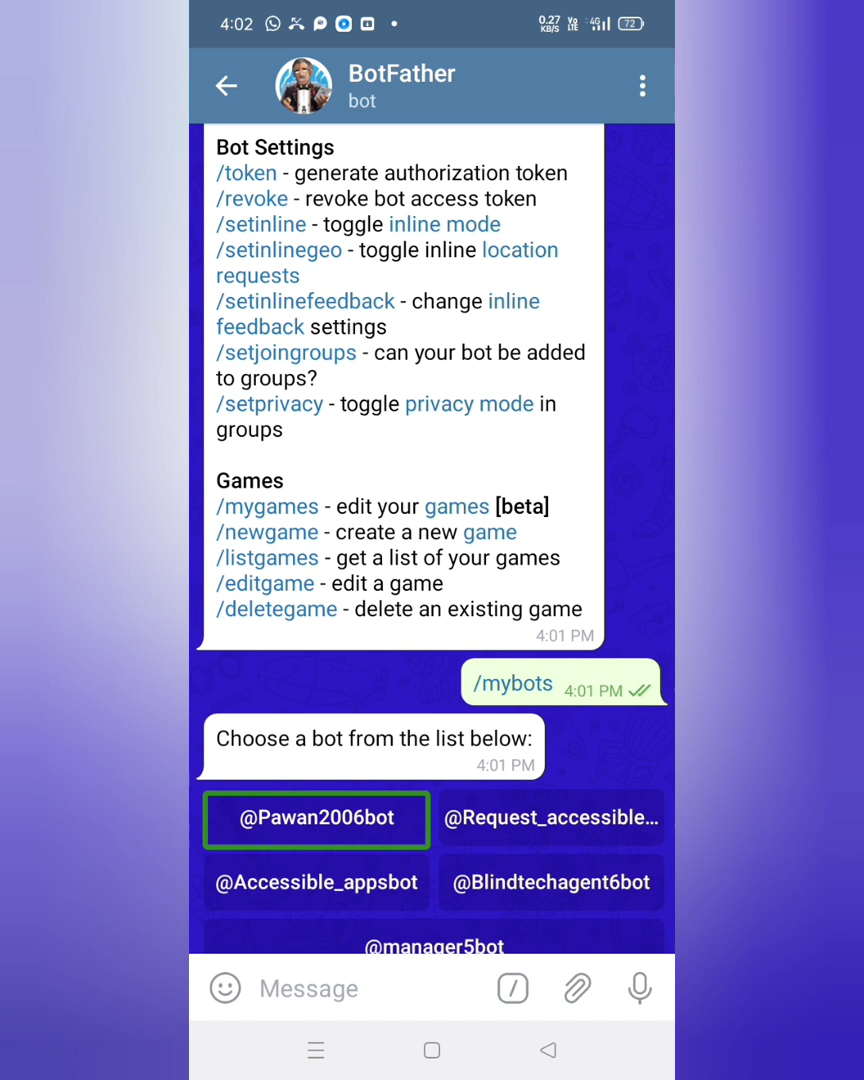 4:02
0.27
KB/S
Vo
LTE
4G
72
BotFather
bot
Bot Settings
/token - generate authorization token
/revoke - revoke bot access token
/setinline - toggle inline mode
/setinlinegeo - toggle inline location
requests
/setinlinefeedback - change inline
feedback settings
/setjoingroups - can your bot be added
to groups?
/setprivacy - toggle privacy mode in
groups
Games
/mygames - edit your games [beta]
/newgame - create a new game
/listgames - get a list of your games
/editgame - edit a game
/deletegame - delete an existing game
4:01 PM
/mybots 4:01 PM
Choose a bot from the list below:
4:01 PM
@Pawan2006bot @Request_accessible...
@Accessible_appsbot @Blindtechagent6bot
@manager5bot
Message